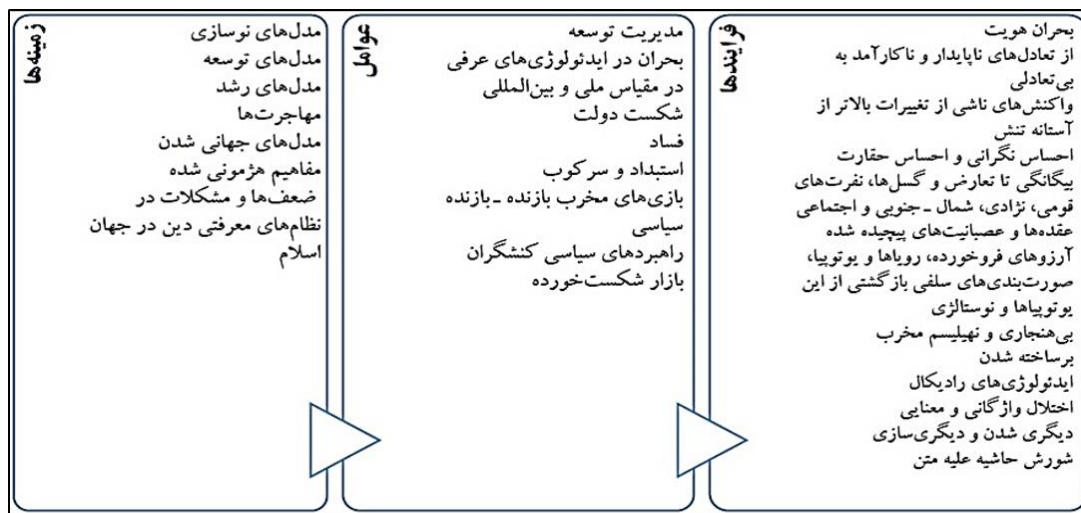 زمینه‌ها
مدل‌های نوسازی
مدل‌های توسعه
مدل‌های رشد
مهاجرت‌ها
مدل‌های جهانی شدن
مفاهیم هژمونی شده
ضعف‌ها و مشکلات در
نظام‌های معرفتی دین در جهان
اسلام
عوامل
مدیریت توسعه
بحران در ایدئولوژی‌های عرفی
در مقیاس ملی و بین‌المللی
شکست دولت
فساد
استبداد و سرکوب
بازی‌های مخرب بازنده ـ بازنده
سیاسی
راهبردهای سیاسی کنشگران
بازار شکست‌خورده
فرایندها
بحران هویت
از تعادل‌های ناپایدار و ناکارآمد به
بی‌تعادلی
واکنش‌های ناشی از تغییرات بالاتر از
آستانه تنش
احساس نگرانی و احساس حقارت
بیگانگی تا تعارض و گسل‌ها، نفرت‌های
قومی، نژادی، شمال ـ جنوبی و اجتماعی
عقده‌ها و عصبانیت‌های پیچیده شده
آرزوهای فروخورده، رویاها و یوتوپیا،
صورت‌بندی‌های سلفی بازگشتی از این
یوتوپیاها و نوستالژی
بی‌هنجاری و نهیلیسم مخرب
برساخته شدن
ایدئولوژی‌های رادیکال
اختلال واژگانی و معنایی
دیگری شدن و دیگری‌سازی
شورش حاشیه علیه متن